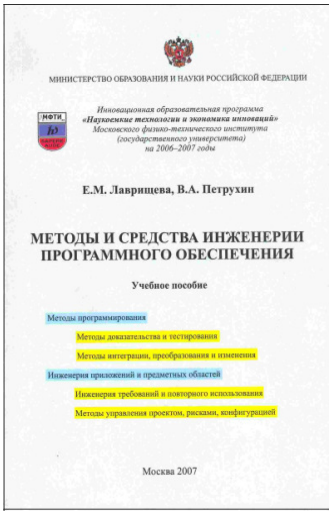 МИНИСТЕРСТВО ОБРАЗОВАНИЯ И НАУКИ РОССИЙСКОЙ ФЕДЕРАЦИИ
МФТИ
Инновационная образовательная программа
«Наукоемкие технологии и экономика инноваций»
Московского физико-технического института
(государственного университета)
на 2006–2007 годы
Е.М. Лаврищева, В.А. Петрухин
МЕТОДЫ И СРЕДСТВА ИНЖЕНЕРИИ
ПРОГРАММНОГО ОБЕСПЕЧЕНИЯ
Учебное пособие
Методы программирования
Методы доказательства и тестирования
Методы интеграции, преобразования и изменения
Инженерия приложений и предметных областей
Инженерия требований и повторного использования
Методы управления проектом, рисками, конфигурацией
Москва 2007